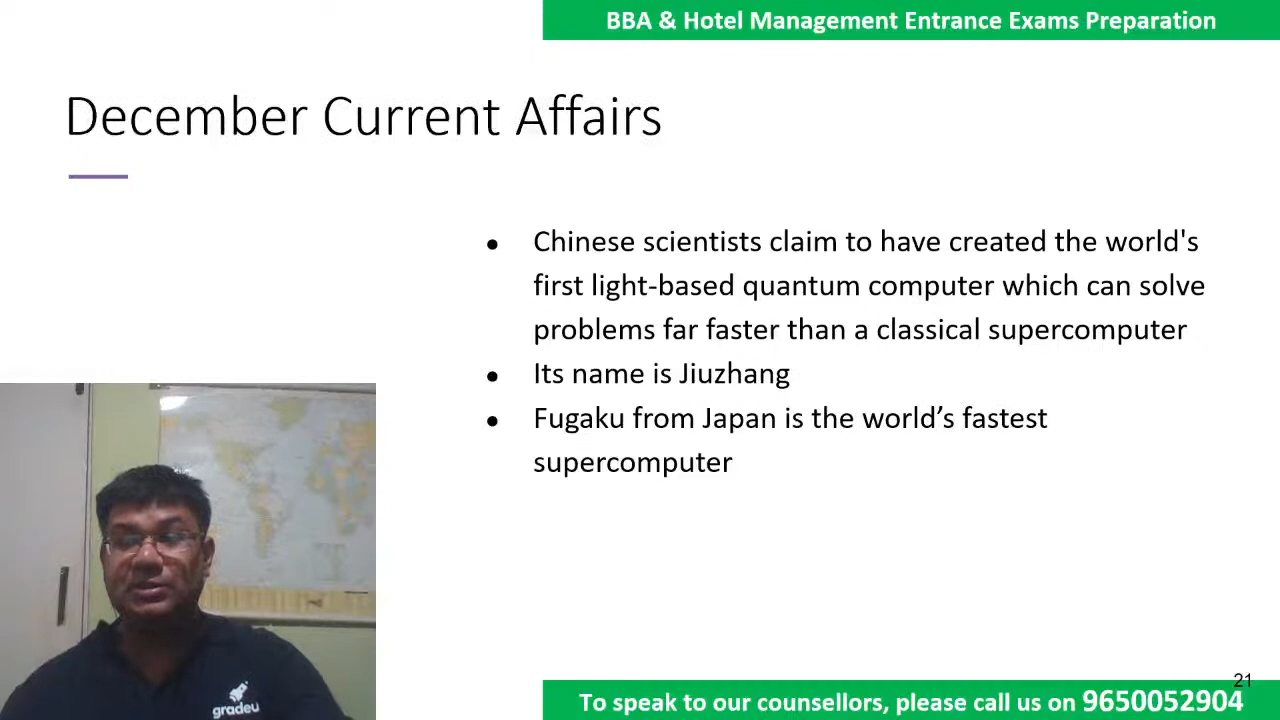 BBA & Hotel Management Entrance Exams Preparation
December Current Affairs
● Chinese scientists claim to have created the world's
first light-based quantum computer which can solve
problems far faster than a classical supercomputer
● Its name is Jiuzhang
● Fugaku from Japan is the world’s fastest
supercomputer
gradeu
21
To speak to our counsellors, please call us on 9650052904